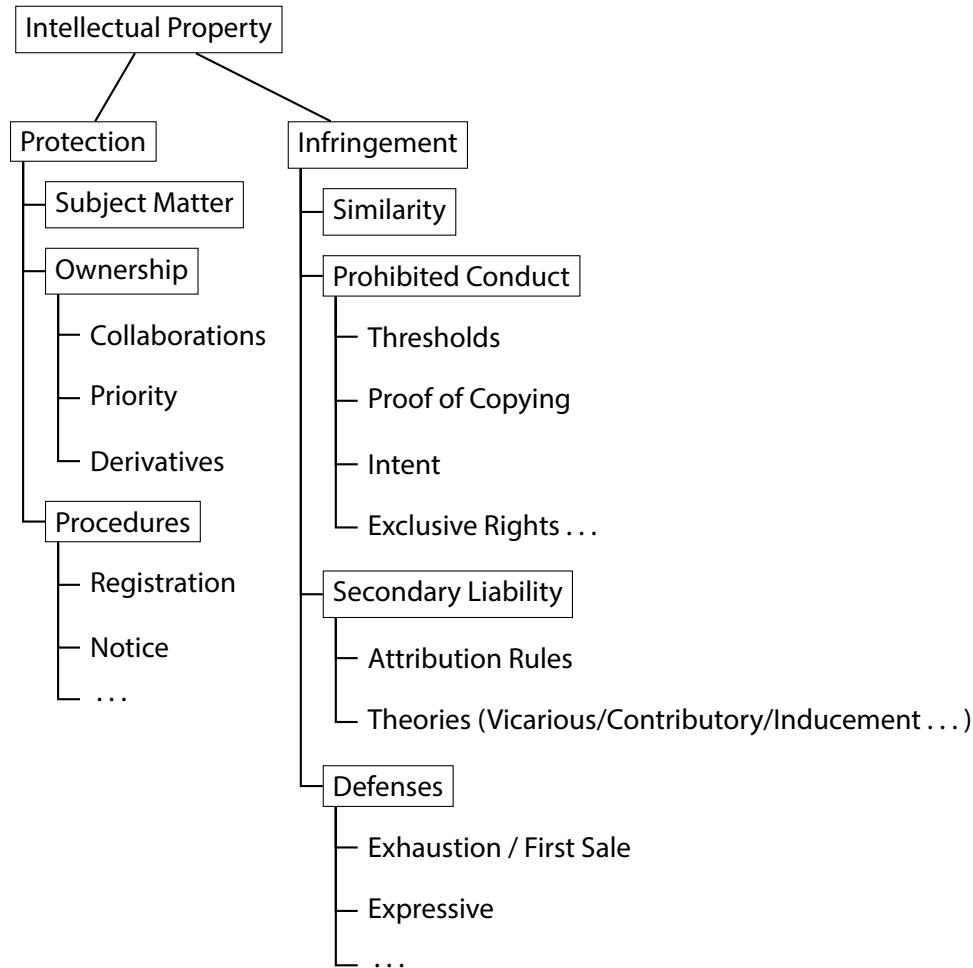 Intellectual Property
Protection
Subject Matter
Ownership
Collaborations
Priority
Derivatives
Procedures
Registration
Notice
. . .
Infringement
Similarity
Prohibited Conduct
Thresholds
Proof of Copying
Intent
Exclusive Rights . . .
Secondary Liability
Attribution Rules
Theories (Vicarious/Contributory/Inducement . . . )
Defenses
Exhaustion / First Sale
Expressive
. . .